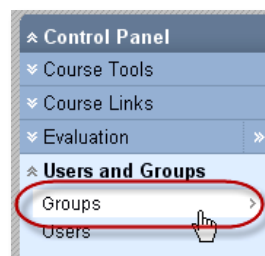 Control Panel
Course Tools
Course Links
Evaluation
Users and Groups
Groups
Users